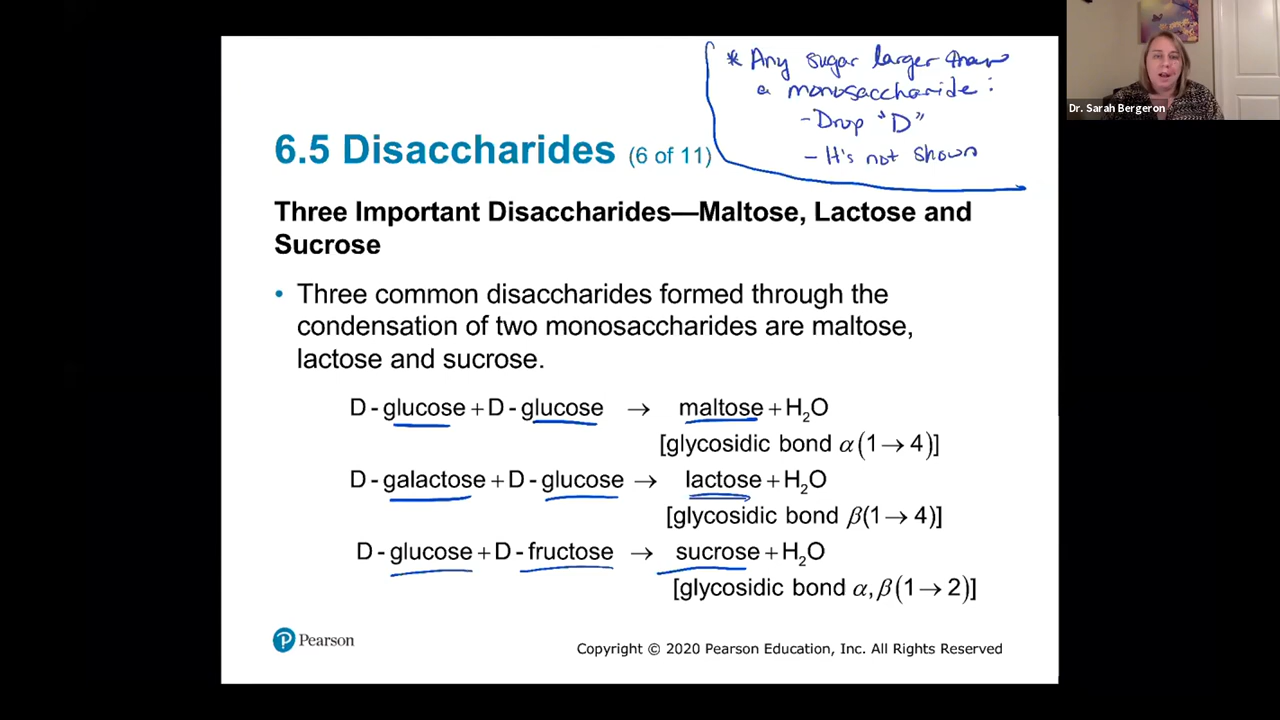 * Any sugar larger than
a monosaccharide:
- Drop "D"
- It's not shown
Dr. Sarah Bergeron
6.5 Disaccharides (6 of 11)
Three Important Disaccharides—Maltose, Lactose and
Sucrose
• Three common disaccharides formed through the
condensation of two monosaccharides are maltose,
lactose and sucrose.
D - glucose + D - glucose → maltose + H₂O
[glycosidic bond α(1 → 4)]
D - galactose + D - glucose → lactose + H₂O
[glycosidic bond β(1 → 4)]
D - glucose + D - fructose → sucrose + H₂O
[glycosidic bond α, β(1 → 2)]
Pearson
Copyright © 2020 Pearson Education, Inc. All Rights Reserved